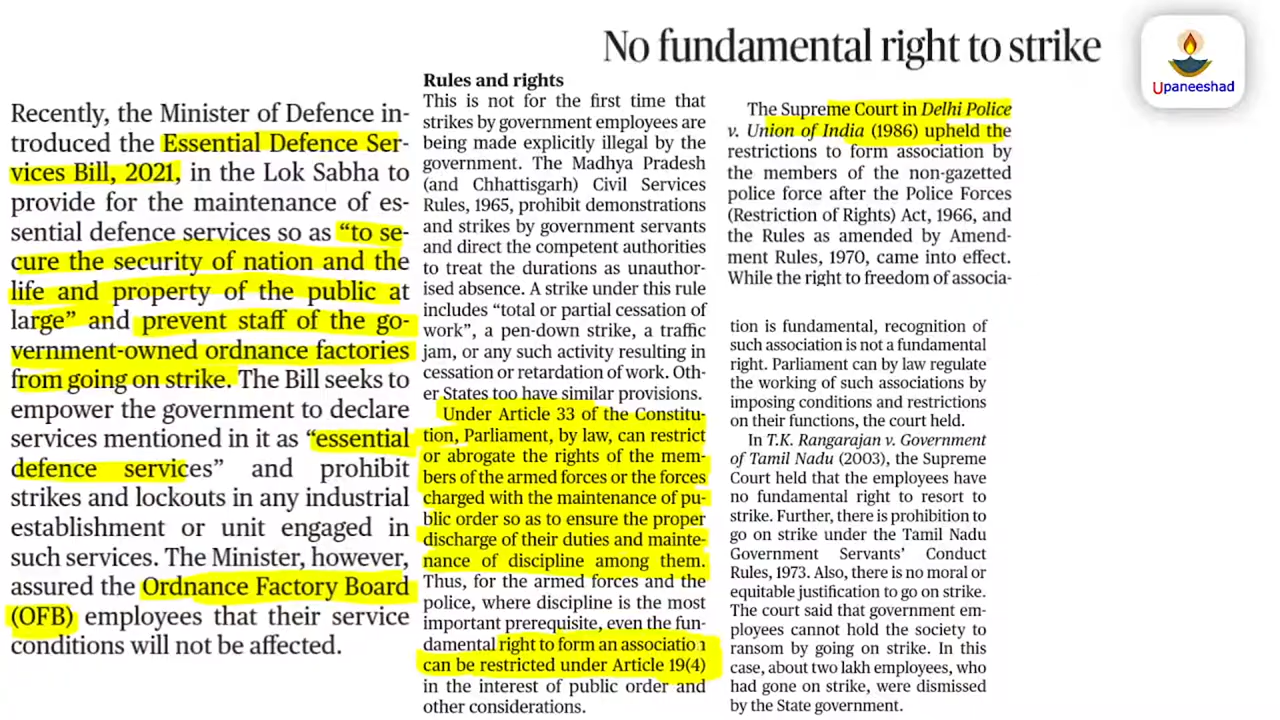 No fundamental right to strike
Upaneeshad
Recently, the Minister of Defence in-
troduced the Essential Defence Ser-
vices Bill, 2021, in the Lok Sabha to
provide for the maintenance of es-
sential defence services so as “to se-
cure the security of nation and the
life and property of the public at
large” and prevent staff of the go-
vernment-owned ordnance factories
from going on strike. The Bill seeks to
empower the government to declare
services mentioned in it as “essential
defence services” and prohibit
strikes and lockouts in any industrial
establishment or unit engaged in
such services. The Minister, however,
assured the Ordnance Factory Board
(OFB) employees that their service
conditions will not be affected.
Rules and rights
This is not for the first time that
strikes by government employees are
being made explicitly illegal by the
government. The Madhya Pradesh
(and Chhattisgarh) Civil Services
Rules, 1965, prohibit demonstrations
and strikes by government servants
and direct the competent authorities
to treat the durations as unauthor-
ised absence. A strike under this rule
includes “total or partial cessation of
work”, a pen-down strike, a traffic
jam, or any such activity resulting in
cessation or retardation of work. Oth-
er States too have similar provisions.
Under Article 33 of the Constitu-
tion, Parliament, by law, can restrict
or abrogate the rights of the mem-
bers of the armed forces or the forces
charged with the maintenance of pu-
blic order so as to ensure the proper
discharge of their duties and mainte-
nance of discipline among them.
Thus, for the armed forces and the
police, where discipline is the most
important prerequisite, even the fun-
damental right to form an association
can be restricted under Article 19(4)
in the interest of public order and
other considerations.
The Supreme Court in Delhi Police
v. Union of India (1986) upheld the
restrictions to form association by
the members of the non-gazetted
police force after the Police Forces
(Restriction of Rights) Act, 1966, and
the Rules as amended by Amend-
ment Rules, 1970, came into effect.
While the right to freedom of associa-
tion is fundamental, recognition of
such association is not a fundamental
right. Parliament can by law regulate
the working of such associations by
imposing conditions and restrictions
on their functions, the court held.
In T.K. Rangarajan v. Government
of Tamil Nadu (2003), the Supreme
Court held that the employees have
no fundamental right to resort to
strike. Further, there is prohibition to
go on strike under the Tamil Nadu
Government Servants’ Conduct
Rules, 1973. Also, there is no moral or
equitable justification to go on strike.
The court said that government em-
ployees cannot hold the society to
ransom by going on strike. In this
case, about two lakh employees, who
had gone on strike, were dismissed
by the State government.